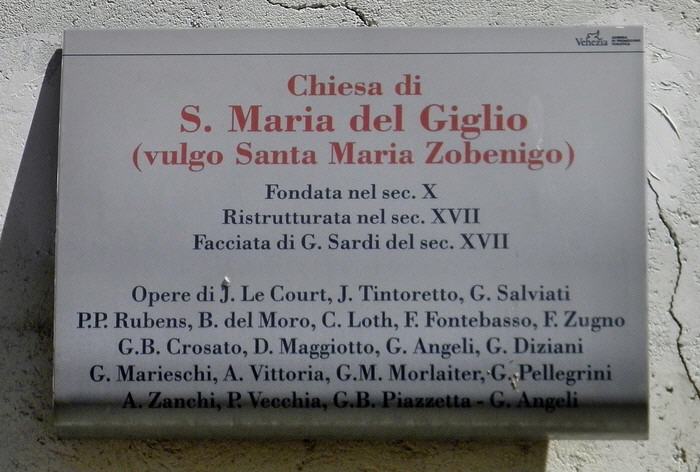 Venezia
Chiesa di
S. Maria del Giglio
(vulgo Santa Maria Zobenigo)
Fondata nel sec. X
Ristrutturata nel sec. XVII
Facciata di G. Sardi del sec. XVII
Opere di J. Le Court, J. Tintoretto, G. Salviati
P.P. Rubens, B. del Moro, C. Loth, F. Fontebasso, F. Zugno
G.B. Crosato, D. Maggiotto, G. Angeli, G. Diziani
G. Marieschi, A. Vittoria, G.M. Morlaiter, G. Pellegrini
A. Zanchi, P. Vecchia, G.B. Piazzetta - G. Angeli